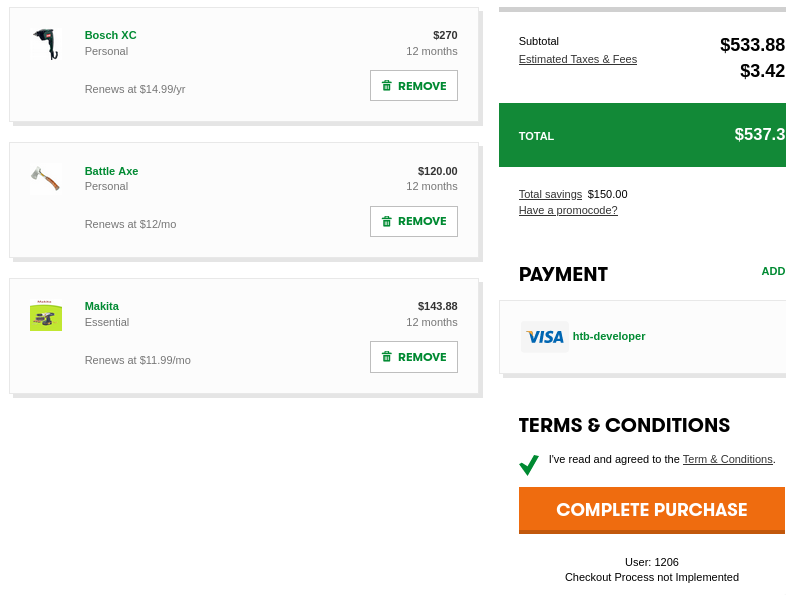 Bosch XC
$270
Personal
12 months
Renews at $14.99/yr
REMOVE
Battle Axe
$120.00
Personal
12 months
Renews at $12/mo
REMOVE
Makita
$143.88
Essential
12 months
Renews at $11.99/mo
REMOVE
Subtotal
$533.88
Estimated Taxes & Fees
$3.42
TOTAL
$537.3
Total savings $150.00
Have a promocode?
PAYMENT
ADD
VISA htb-developer
TERMS & CONDITIONS
I've read and agreed to the Term & Conditions.
COMPLETE PURCHASE
User: 1206
Checkout Process not Implemented